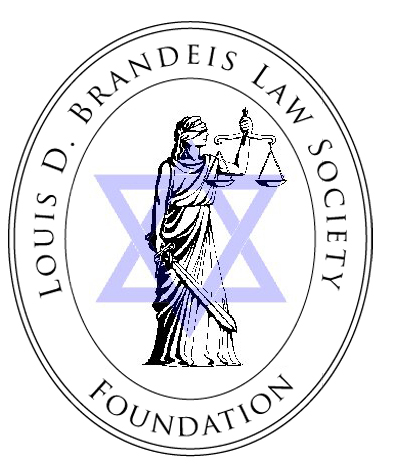 LOUIS D. BRANDEIS LAW SOCIETY
FOUNDATION